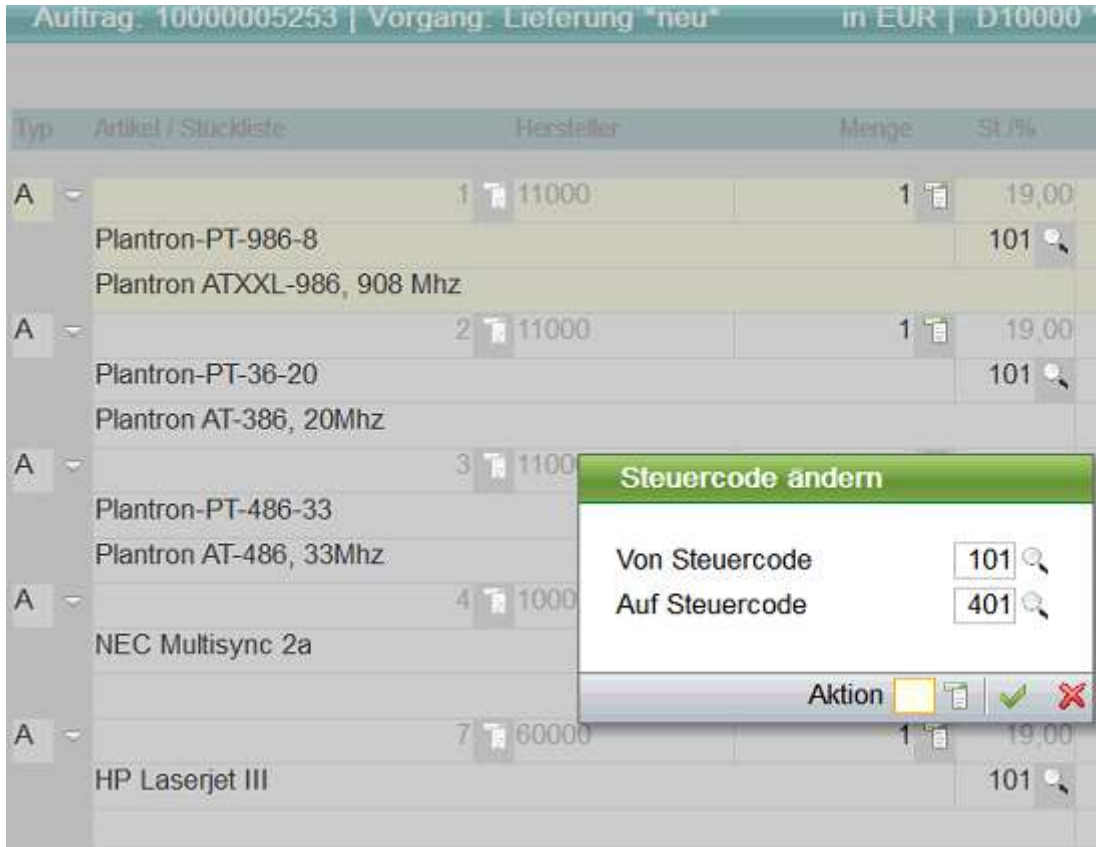 Auftrag: 10000005253 | Vorgang: Lieferung *neu* in EUR | D10000
Typ Artikel / Stückliste Hersteller Menge St./%
A 1 11000 1 19,00
Plantron-PT-986-8 101
Plantron ATXXL-986, 908 Mhz
A 2 11000 1 19,00
Plantron-PT-36-20 101
Plantron AT-386, 20Mhz
A 3 1100
Steuercode ändern
Plantron-PT-486-33
Plantron AT-486, 33Mhz
Von Steuercode 101
A 4 1000
Auf Steuercode 401
NEC Multisync 2a
Aktion
A 7 60000 1 19,00
HP Laserjet III 101